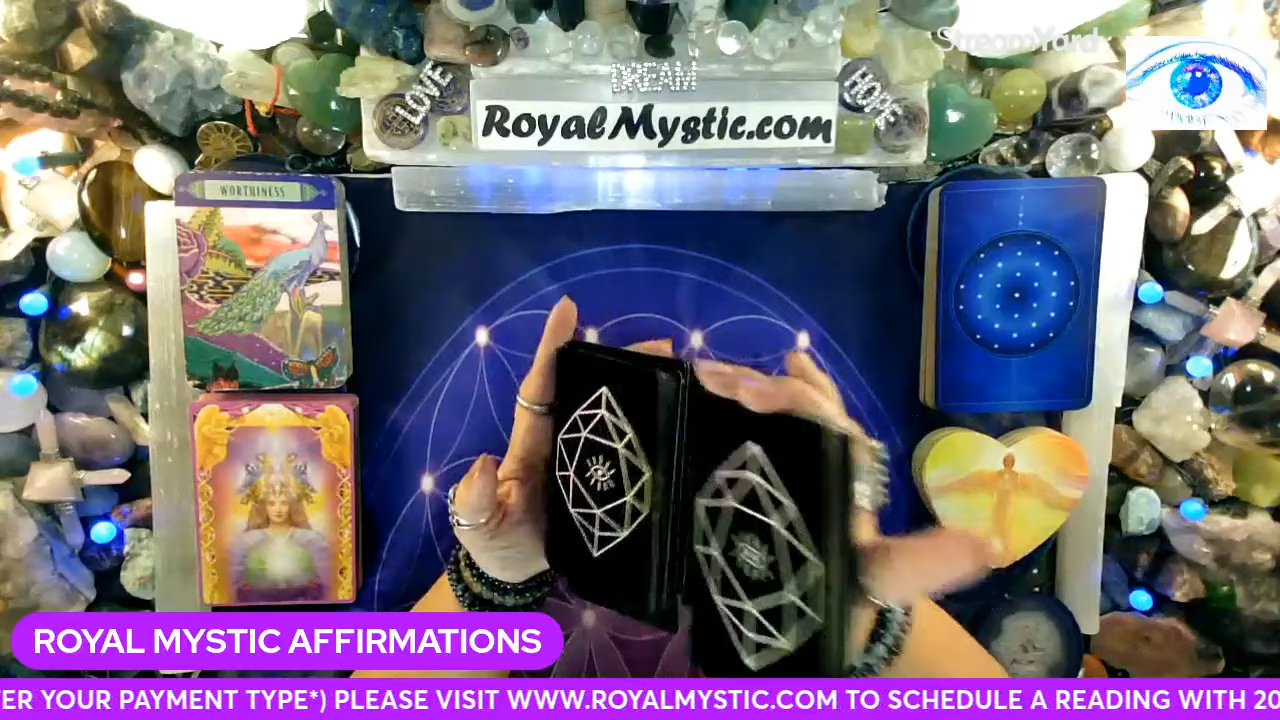 StreamYard
LOVE
DREAM
HOPE
RoyalMystic.com
WORTHINESS
ROYAL MYSTIC AFFIRMATIONS
ER YOUR PAYMENT TYPE*) PLEASE VISIT WWW.ROYALMYSTIC.COM TO SCHEDULE A READING WITH 20